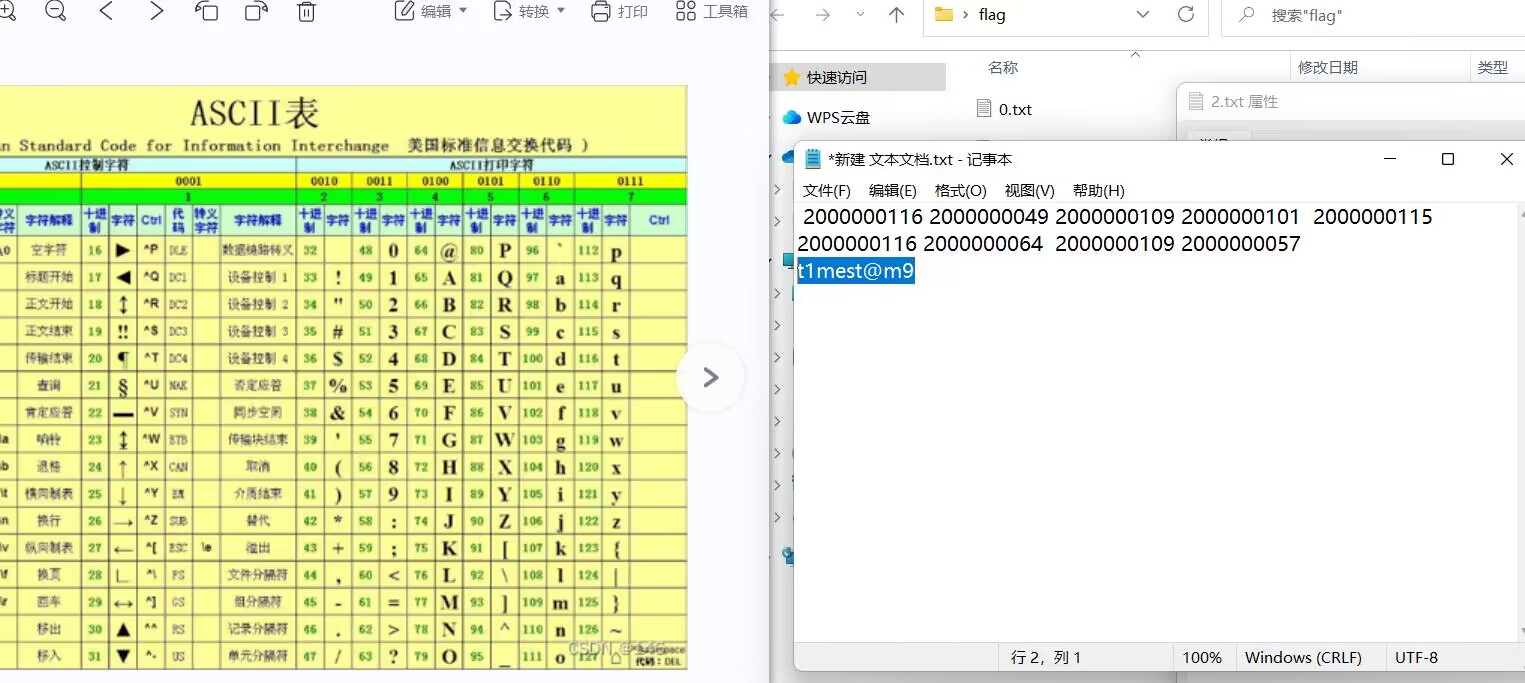 编辑 转换 打印 工具箱
ASCII表
an Standard Code for Information Interchange 美国标准信息交换代码 )
ASCII控制字符 ASCII打印字符
0001 0010 0011 0100 0101 0110 0111
1 2 3 4 5 6 7
字符解释 十进制 字符 Ctrl 代码 转义字符 字符解释 十进制 字符 十进制 字符 十进制 字符 十进制 字符 十进制 字符 十进制 字符 Ctrl
\0 空字符 16 ► ^P DLE 数据链路转义 32 48 0 64 @ 80 P 96 ` 112 p
标题开始 17 ◄ ^Q DC1 设备控制 1 33 ! 49 1 65 A 81 Q 97 a 113 q
正文开始 18 ↕ ^R DC2 设备控制 2 34 " 50 2 66 B 82 R 98 b 114 r
正文结束 19 ‼ ^S DC3 设备控制 3 35 # 51 3 67 C 83 S 99 c 115 s
传输结束 20 ¶ ^T DC4 设备控制 4 36 $ 52 4 68 D 84 T 100 d 116 t
查询 21 § ^U NAK 否定应答 37 % 53 5 69 E 85 U 101 e 117 u
肯定应答 22 ▬ ^V SYN 同步空闲 38 & 54 6 70 F 86 V 102 f 118 v
\a 响铃 23 ↨ ^W ETB 传输块结束 39 ' 55 7 71 G 87 W 103 g 119 w
\b 退格 24 ↑ ^X CAN 取消 40 ( 56 8 72 H 88 X 104 h 120 x
\t 横向制表 25 ↓ ^Y EM 介质结束 41 ) 57 9 73 I 89 Y 105 i 121 y
\n 换行 26 → ^Z SUB 替代 42 * 58 : 74 J 90 Z 106 j 122 z
\v 纵向制表 27 ← ^[ ESC \e 溢出 43 + 59 ; 75 K 91 [ 107 k 123 {
\f 换页 28 ∟ ^\ FS 文件分隔符 44 , 60 < 76 L 92 \ 108 l 124 |
\r 回车 29 ↔ ^] GS 组分隔符 45 - 61 = 77 M 93 ] 109 m 125 }
移出 30 ▲ ^^ RS 记录分隔符 46 . 62 > 78 N 94 ^ 110 n 126 ~
移入 31 ▼ ^- US 单元分隔符 47 / 63 ? 79 O 95 _ 111 o 127 ⌂ 代码:DEL
flag
搜索"flag"
快速访问
名称 修改日期 类型
WPS云盘
0.txt
2.txt 属性
*新建 文本文档.txt - 记事本
文件(F) 编辑(E) 格式(O) 视图(V) 帮助(H)
2000000116 2000000049 2000000109 2000000101 2000000115
2000000116 2000000064 2000000109 2000000057
t1mest@m9
行 2，列 1 100% Windows (CRLF) UTF-8